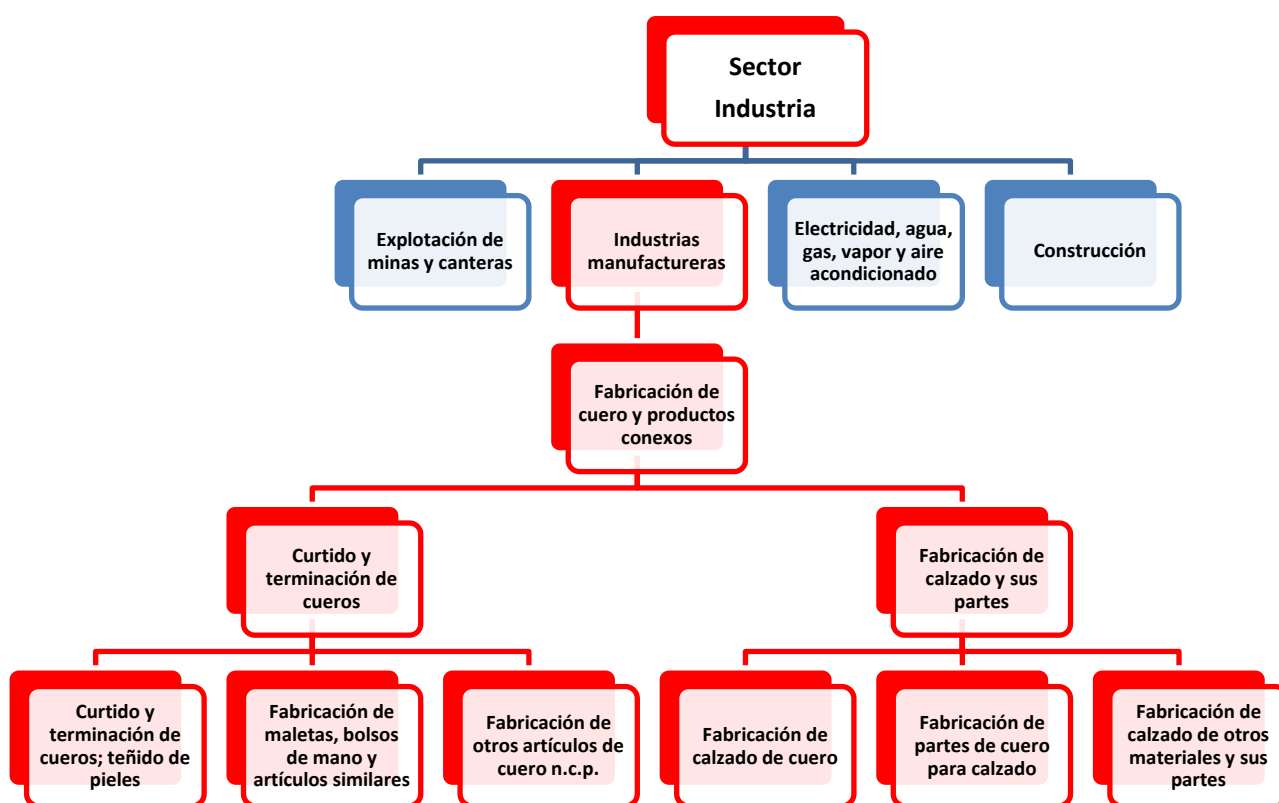 Sector
Industria
Explotación de
minas y canteras
Industrias
manufactureras
Electricidad, agua,
gas, vapor y aire
acondicionado
Construcción
Fabricación de
cuero y productos
conexos
Curtido y
terminación de
cueros
Fabricación de
calzado y sus
partes
Curtido y
terminación de
cueros; teñido de
pieles
Fabricación de
maletas, bolsos
de mano y
artículos similares
Fabricación de
otros artículos de
cuero n.c.p.
Fabricación de
calzado de cuero
Fabricación de
partes de cuero
para calzado
Fabricación de
calzado de otros
materiales y sus
partes